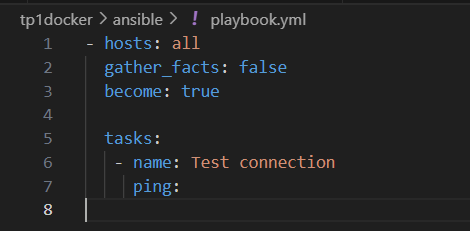 tp1docker > ansible > ! playbook.yml
1 - hosts: all
2   gather_facts: false
3   become: true
4
5   tasks:
6    - name: Test connection
7      ping:
8